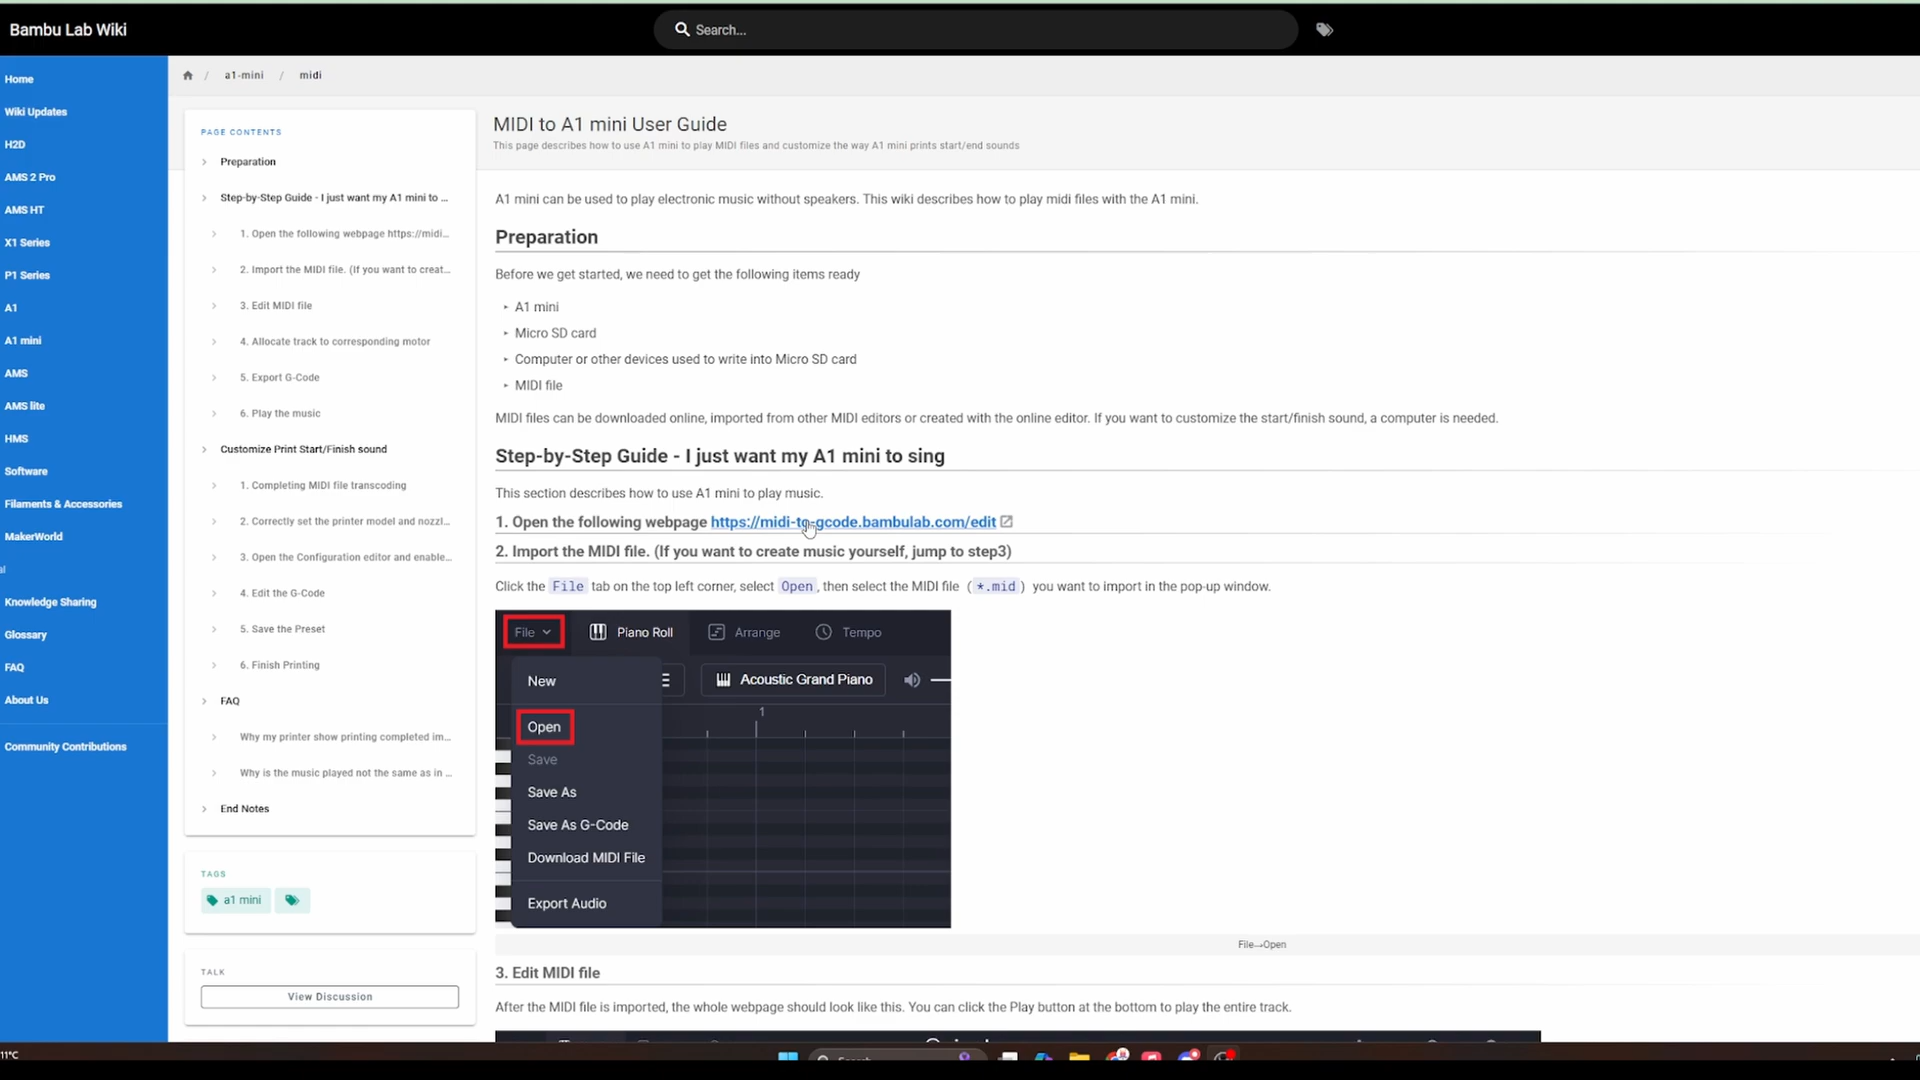 Bambu Lab Wiki
Search...
Home
Wiki Updates
H2D
AMS 2 Pro
AMS HT
X1 Series
P1 Series
A1
A1 mini
AMS
AMS lite
HMS
Software
Filaments & Accessories
MakerWorld
al
Knowledge Sharing
Glossary
FAQ
About Us
Community Contributions
/ a1-mini / midi
PAGE CONTENTS
Preparation
Step-by-Step Guide - I just want my A1 mini to ...
1. Open the following webpage https://midi...
2. Import the MIDI file. (If you want to creat...
3. Edit MIDI file
4. Allocate track to corresponding motor
5. Export G-Code
6. Play the music
Customize Print Start/Finish sound
1. Completing MIDI file transcoding
2. Correctly set the printer model and nozzl...
3. Open the Configuration editor and enable...
4. Edit the G-Code
5. Save the Preset
6. Finish Printing
FAQ
Why my printer show printing completed im...
Why is the music played not the same as in ...
End Notes
TAGS
a1 mini
TALK
View Discussion
MIDI to A1 mini User Guide
This page describes how to use A1 mini to play MIDI files and customize the way A1 mini prints start/end sounds
A1 mini can be used to play electronic music without speakers. This wiki describes how to play midi files with the A1 mini.
Preparation
Before we get started, we need to get the following items ready
A1 mini
Micro SD card
Computer or other devices used to write into Micro SD card
MIDI file
MIDI files can be downloaded online, imported from other MIDI editors or created with the online editor. If you want to customize the start/finish sound, a computer is needed.
Step-by-Step Guide - I just want my A1 mini to sing
This section describes how to use A1 mini to play music.
1. Open the following webpage https://midi-to-gcode.bambulab.com/edit
2. Import the MIDI file. (If you want to create music yourself, jump to step3)
Click the File tab on the top left corner, select Open, then select the MIDI file (*.mid) you want to import in the pop-up window.
File Piano Roll Arrange Tempo
New
Acoustic Grand Piano
1
Open
Save
Save As
Save As G-Code
Download MIDI File
Export Audio
File→Open
3. Edit MIDI file
After the MIDI file is imported, the whole webpage should look like this. You can click the Play button at the bottom to play the entire track.
11°C